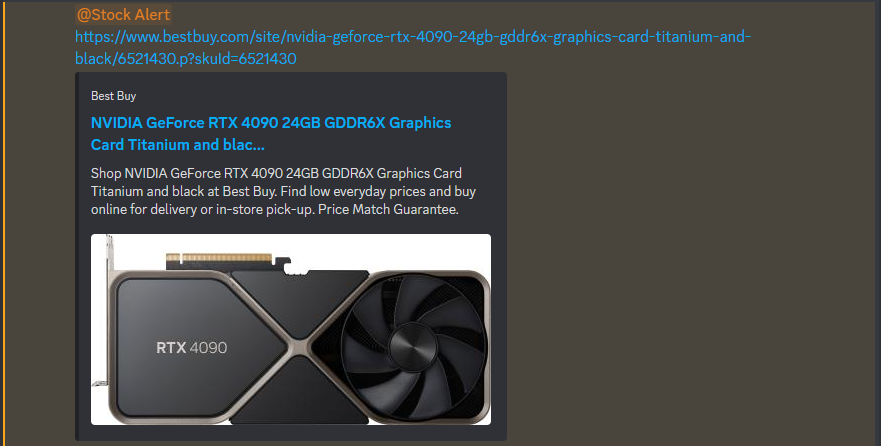 @Stock Alert
https://www.bestbuy.com/site/nvidia-geforce-rtx-4090-24gb-gddr6x-graphics-card-titanium-and-
black/6521430.p?skuId=6521430
Best Buy
NVIDIA GeForce RTX 4090 24GB GDDR6X Graphics
Card Titanium and blac...
Shop NVIDIA GeForce RTX 4090 24GB GDDR6X Graphics Card
Titanium and black at Best Buy. Find low everyday prices and buy
online for delivery or in-store pick-up. Price Match Guarantee.
RTX 4090